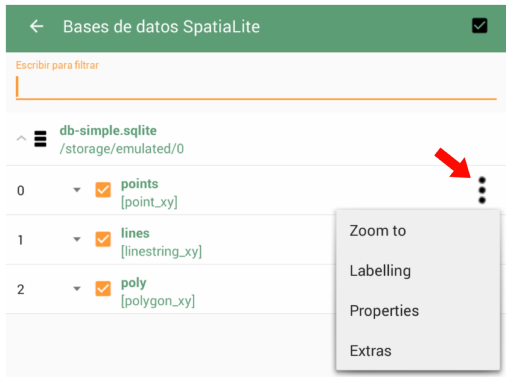 Bases de datos SpatiaLite
Escribir para filtrar
db-simple.sqlite
/storage/emulated/0
0
points
[point_xy]
1
lines
[linestring_xy]
2
poly
[polygon_xy]
Zoom to
Labelling
Properties
Extras